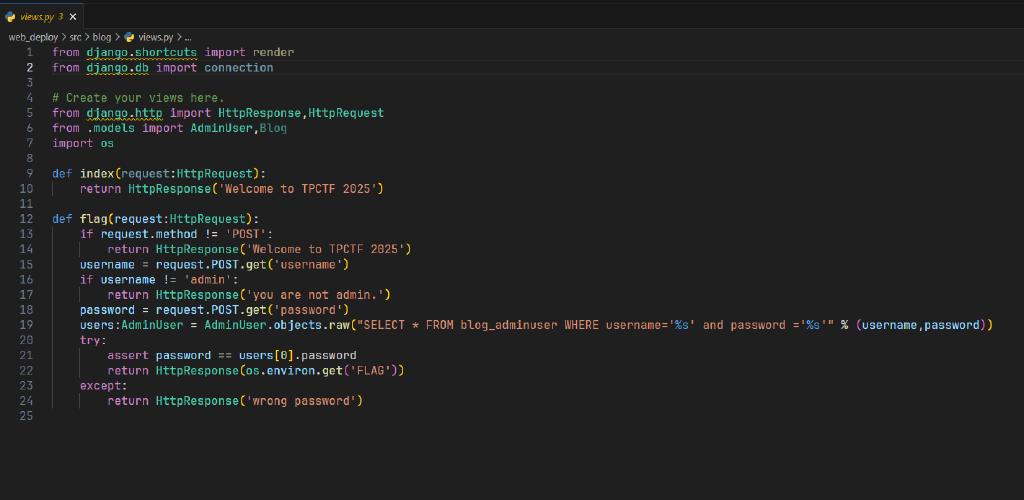 views.py 3 ×
web_deploy > src > blog > views.py > ...
1 from django.shortcuts import render
2 from django.db import connection
3
4 # Create your views here.
5 from django.http import HttpResponse,HttpRequest
6 from .models import AdminUser,Blog
7 import os
8
9 def index(request:HttpRequest):
10     return HttpResponse('Welcome to TPCTF 2025')
11
12 def flag(request:HttpRequest):
13     if request.method != 'POST':
14         return HttpResponse('Welcome to TPCTF 2025')
15     username = request.POST.get('username')
16     if username != 'admin':
17         return HttpResponse('you are not admin.')
18     password = request.POST.get('password')
19     users:AdminUser = AdminUser.objects.raw("SELECT * FROM blog_adminuser WHERE username='%s' and password ='%s'" % (username,password))
20     try:
21         assert password == users[0].password
22         return HttpResponse(os.environ.get('FLAG'))
23     except:
24         return HttpResponse('wrong password')
25